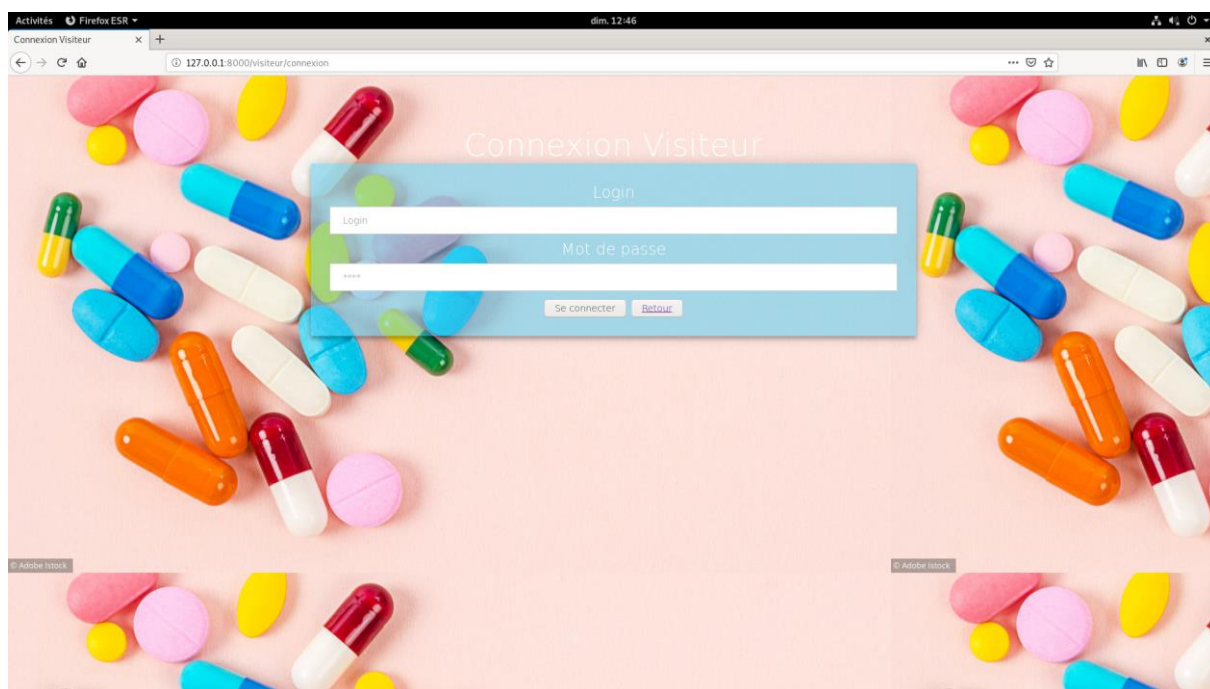 Activités Firefox ESR dim. 12:46
Connexion Visiteur
127.0.0.1:8000/visiteur/connexion
Connexion Visiteur
Login
Login
Mot de passe
****
Se connecter Retour
© Adobe Istock © Adobe Istock